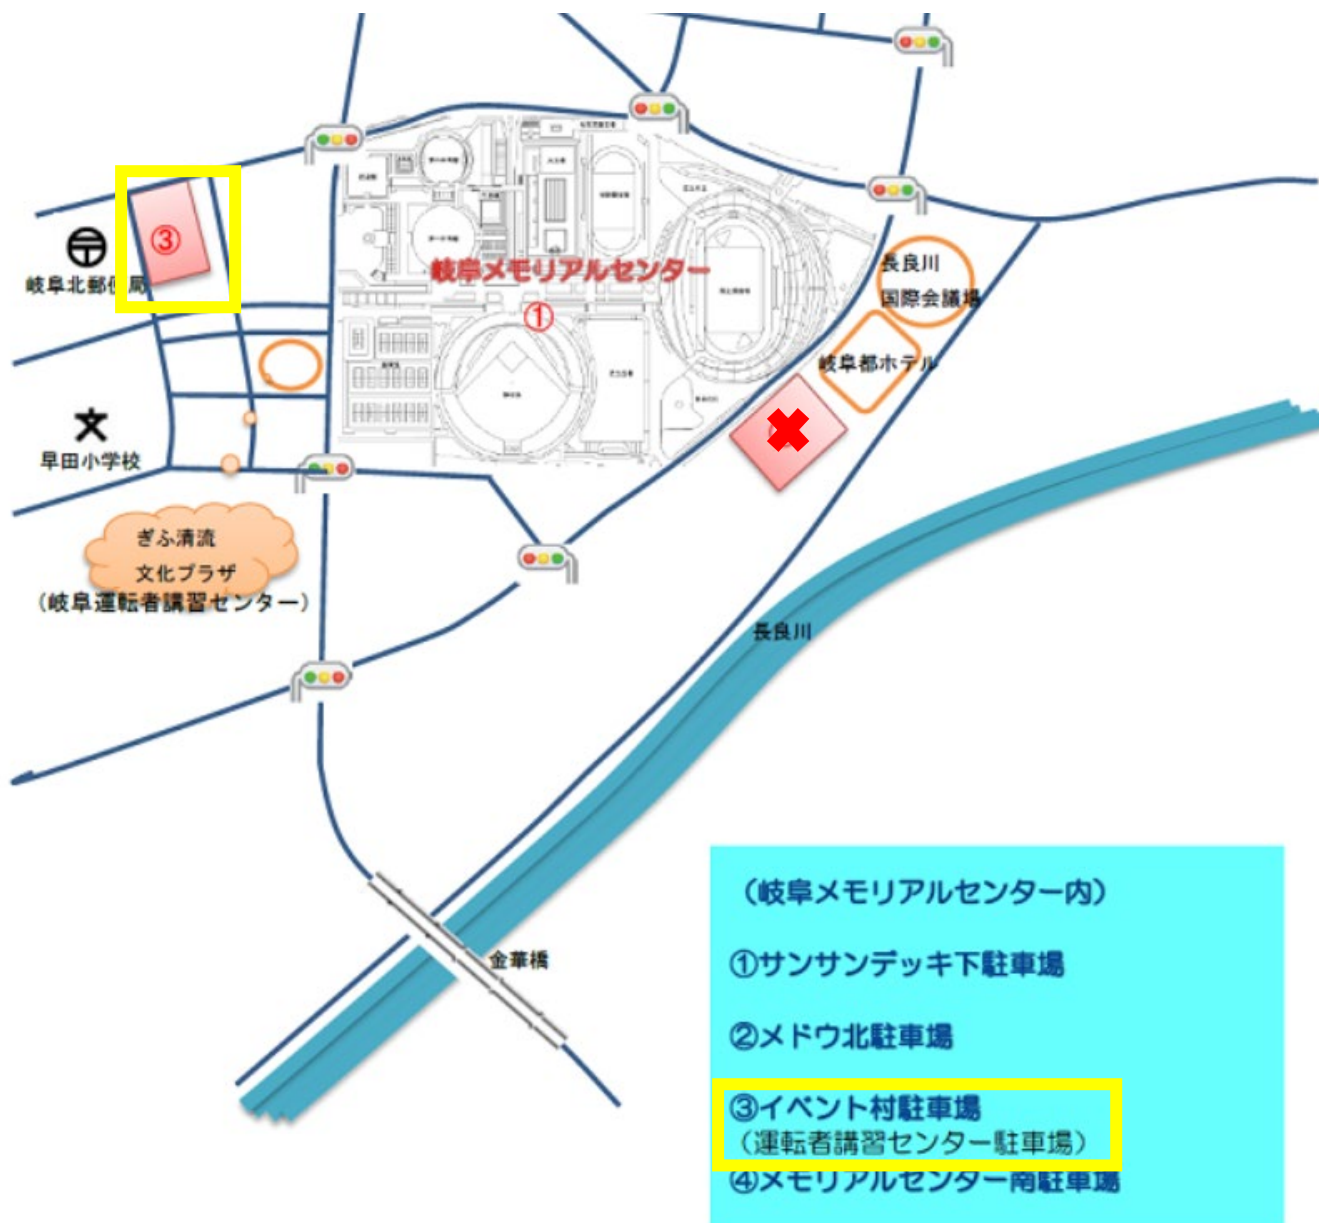 ③
岐阜北郵便局
岐阜メモリアルセンター
①
長良川
国際会議場
岐阜都ホテル
文
早田小学校
ぎふ清流
文化プラザ
（岐阜運転者講習センター）
長良川
金華橋
（岐阜メモリアルセンター内）
①サンサンデッキ下駐車場
②メドウ北駐車場
③イベント村駐車場
（運転者講習センター駐車場）
④メモリアルセンター南駐車場